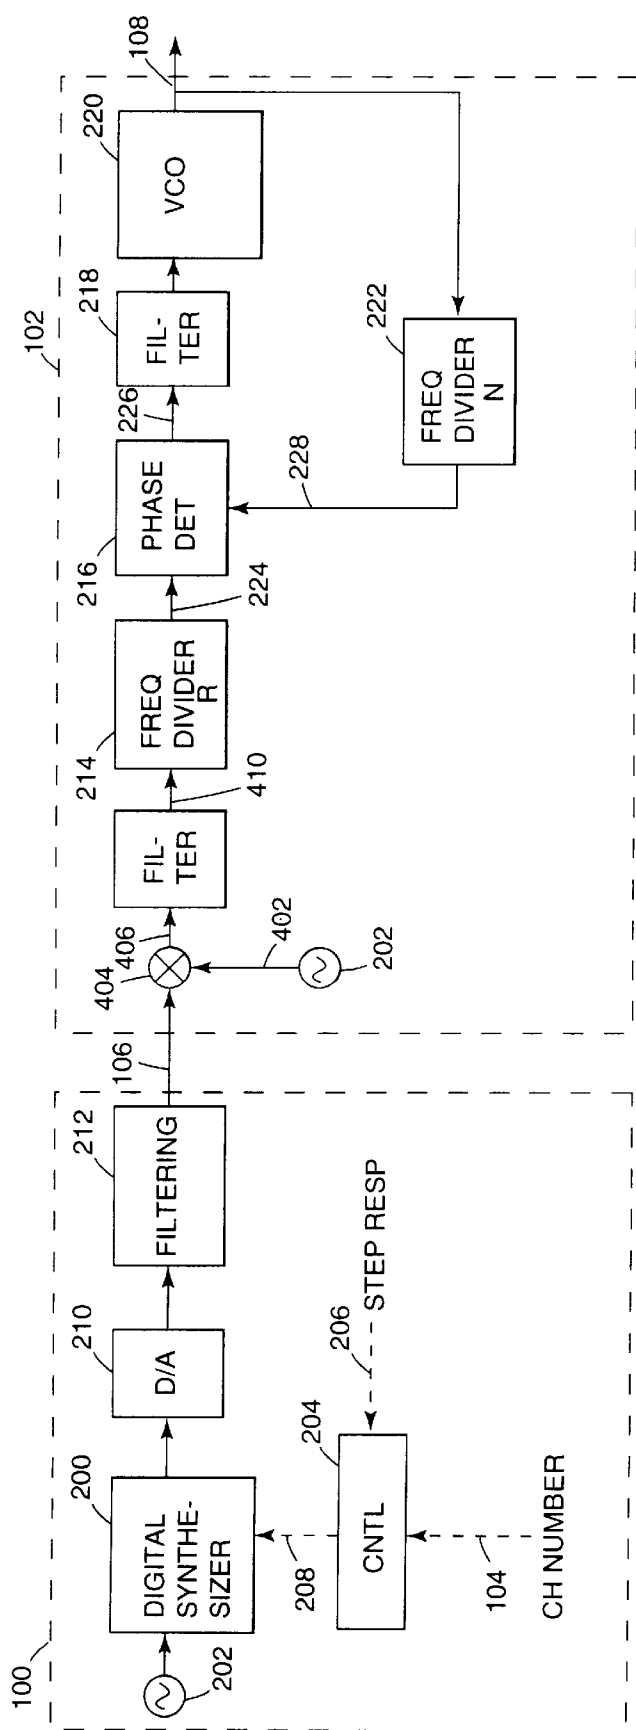 100
202
DIGITAL
SYNTHE-
SIZER
200
D/A
210
FILTERING
212
208
CNTL
204
206
STEP RESP
104
CH NUMBER
106
102
404
406
402
202
FIL-
TER
410
FREQ
DIVIDER
R
214
224
PHASE
DET
216
226
228
FIL-
TER
218
VCO
220
108
FREQ
DIVIDER
N
222